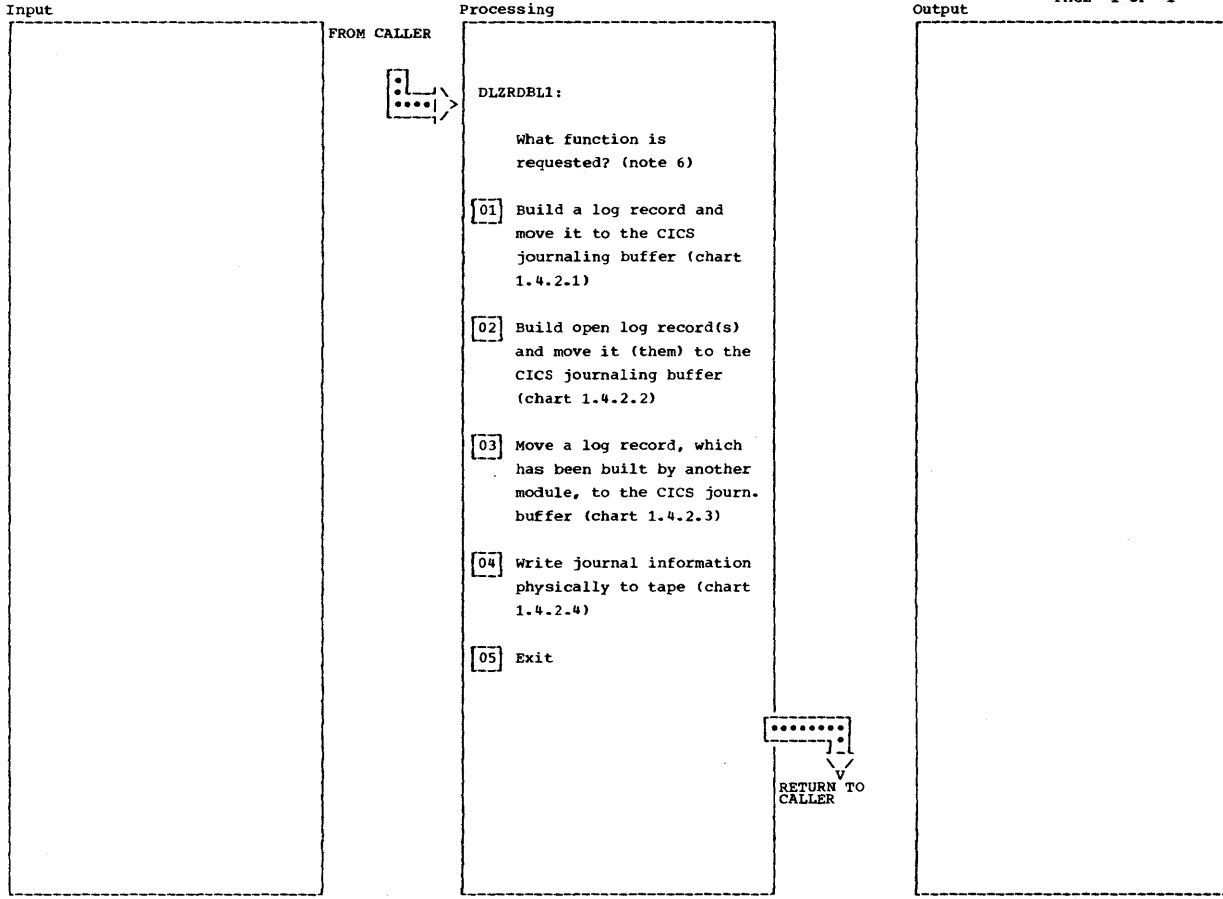 Input
Processing
Output
FROM CALLER
DLZRDBL1:
What function is
requested? (note 6)
01 Build a log record and
move it to the CICS
journaling buffer (chart
1.4.2.1)
02 Build open log record(s)
and move it (them) to the
CICS journaling buffer
(chart 1.4.2.2)
03 Move a log record, which
has been built by another
module, to the CICS journ.
buffer (chart 1.4.2.3)
04 Write journal information
physically to tape (chart
1.4.2.4)
05 Exit
RETURN TO
CALLER